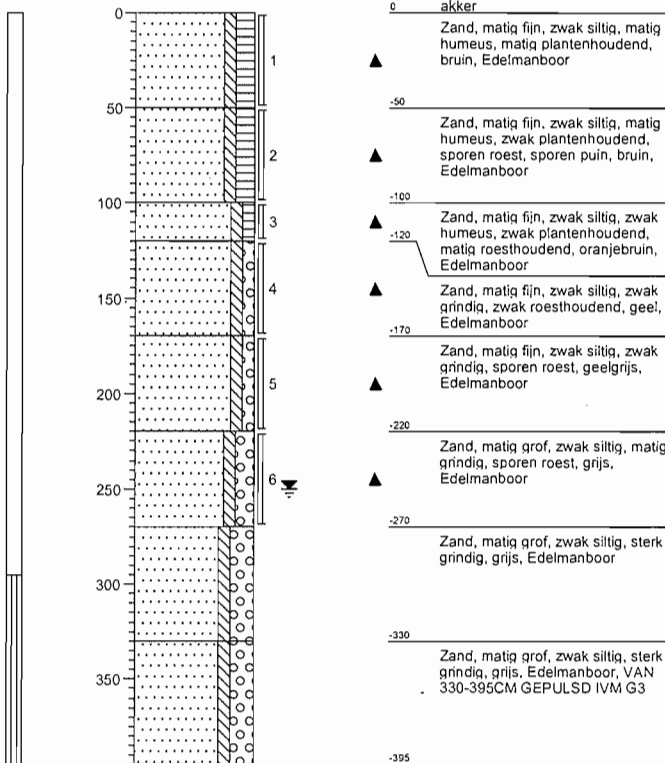 0
50
100
150
200
250
300
350
1
2
3
4
5
6
0
akker
Zand, matig fijn, zwak siltig, matig
humeus, matig plantenhoudend,
bruin, Edelmanboor
-50
Zand, matig fijn, zwak siltig, matig
humeus, zwak plantenhoudend,
sporen roest, sporen puin, bruin,
Edelmanboor
-100
Zand, matig fijn, zwak siltig, zwak
humeus, zwak plantenhoudend,
matig roesthoudend, oranjebruin,
Edelmanboor
-120
Zand, matig fijn, zwak siltig, zwak
grindig, zwak roesthoudend, geel,
Edelmanboor
-170
Zand, matig fijn, zwak siltig, zwak
grindig, sporen roest, geelgrijs,
Edelmanboor
-220
Zand, matig grof, zwak siltig, matig
grindig, sporen roest, grijs,
Edelmanboor
-270
Zand, matig grof, zwak siltig, sterk
grindig, grijs, Edelmanboor
-330
Zand, matig grof, zwak siltig, sterk
grindig, grijs, Edelmanboor, VAN
330-395CM GEPULSD IVM G3
-395